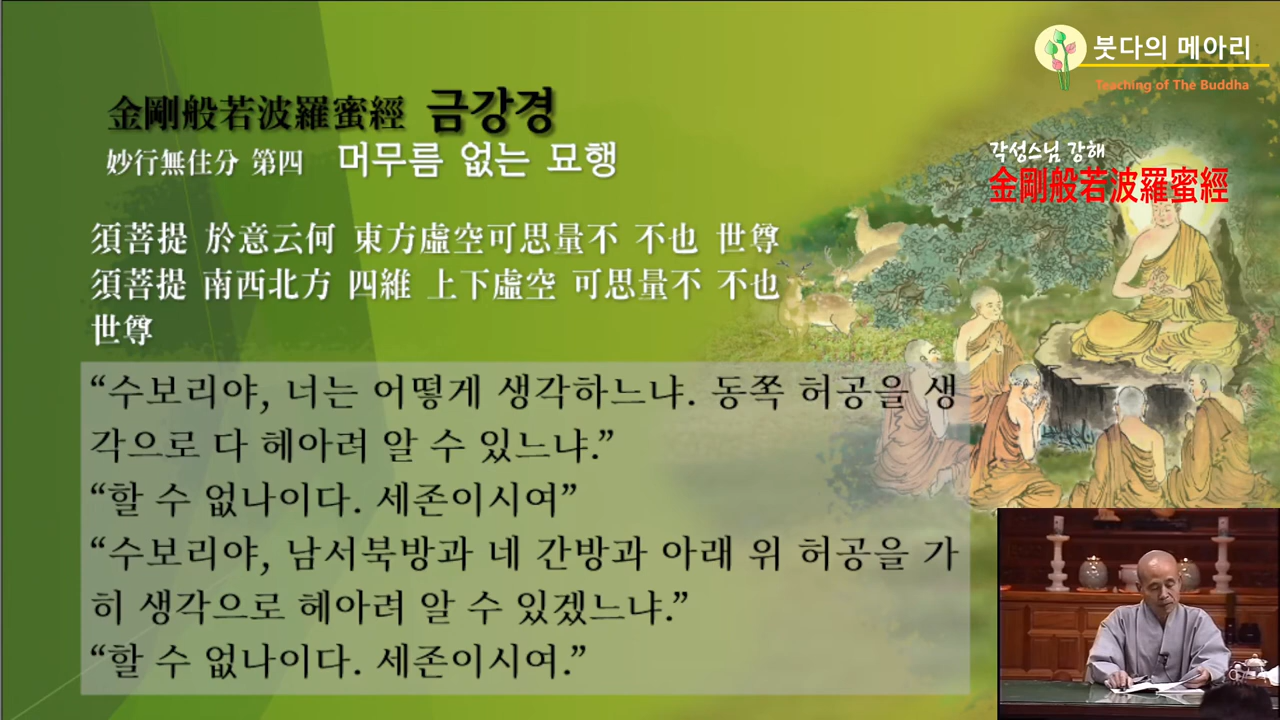 붓다의 메아리
Teaching of The Buddha
金剛般若波羅蜜經 금강경
妙行無住分 第四 머무름 없는 묘행
각성스님 강해
金剛般若波羅蜜經
須菩提 於意云何 東方虛空可思量不 不也 世尊
須菩提 南西北方 四維 上下虛空 可思量不 不也
世尊
“수보리야, 너는 어떻게 생각하느냐. 동쪽 허공을 생
각으로 다 헤아려 알 수 있느냐.”
“할 수 없나이다. 세존이시여”
“수보리야, 남서북방과 네 간방과 아래 위 허공을 가
히 생각으로 헤아려 알 수 있겠느냐.”
“할 수 없나이다. 세존이시여.”